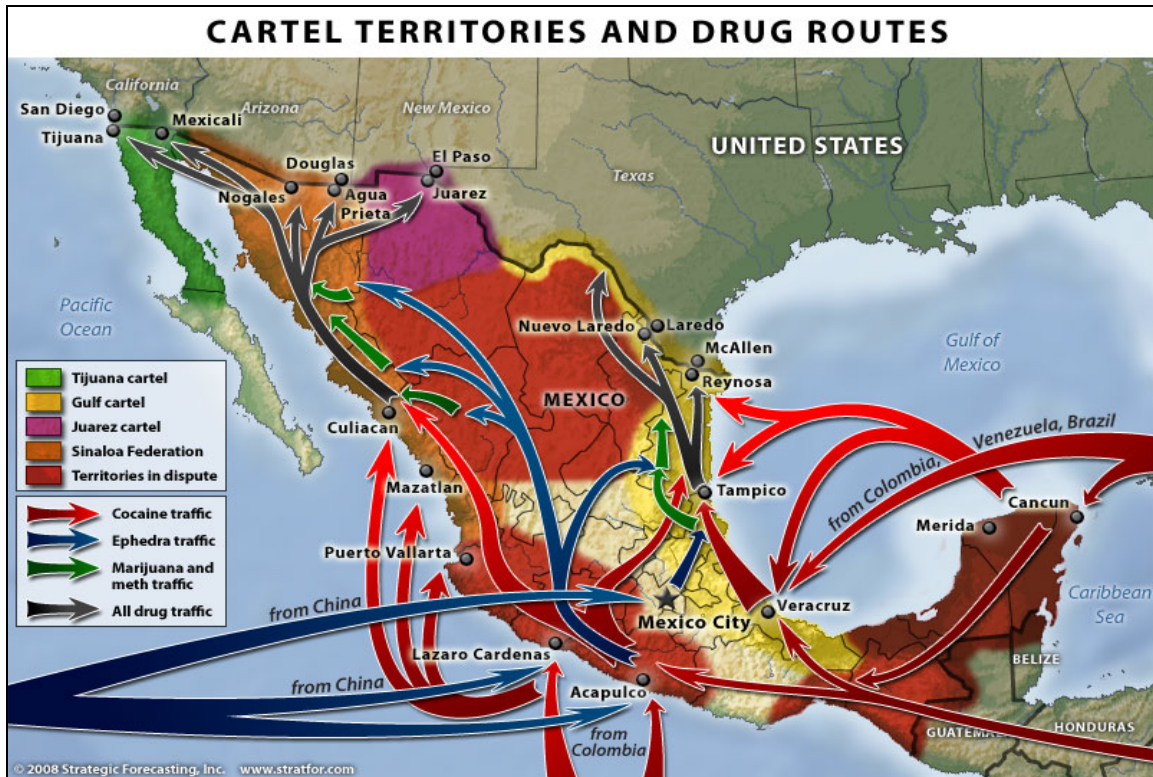 CARTEL TERRITORIES AND DRUG ROUTES
California
San Diego
Tijuana
Mexicali
Arizona
New Mexico
Douglas
Nogales
Agua
Prieta
El Paso
Juarez
UNITED STATES
Texas
Pacific
Ocean
Nuevo Laredo
Laredo
McAllen
Reynosa
Gulf of
Mexico
MEXICO
Tijuana cartel
Gulf cartel
Juarez cartel
Sinaloa Federation
Territories in dispute
Culiacan
Mazatlan
Tampico
from Colombia,
Venezuela, Brazil
Cancun
Merida
Cocaine traffic
Ephedra traffic
Marijuana and
meth traffic
All drug traffic
Puerto Vallarta
from China
Mexico City
Veracruz
Caribbean
Sea
Lazaro Cardenas
from China
Acapulco
from
Colombia
BELIZE
GUATEMA
HONDURAS
© 2008 Strategic Forecasting, Inc. www.stratfor.com